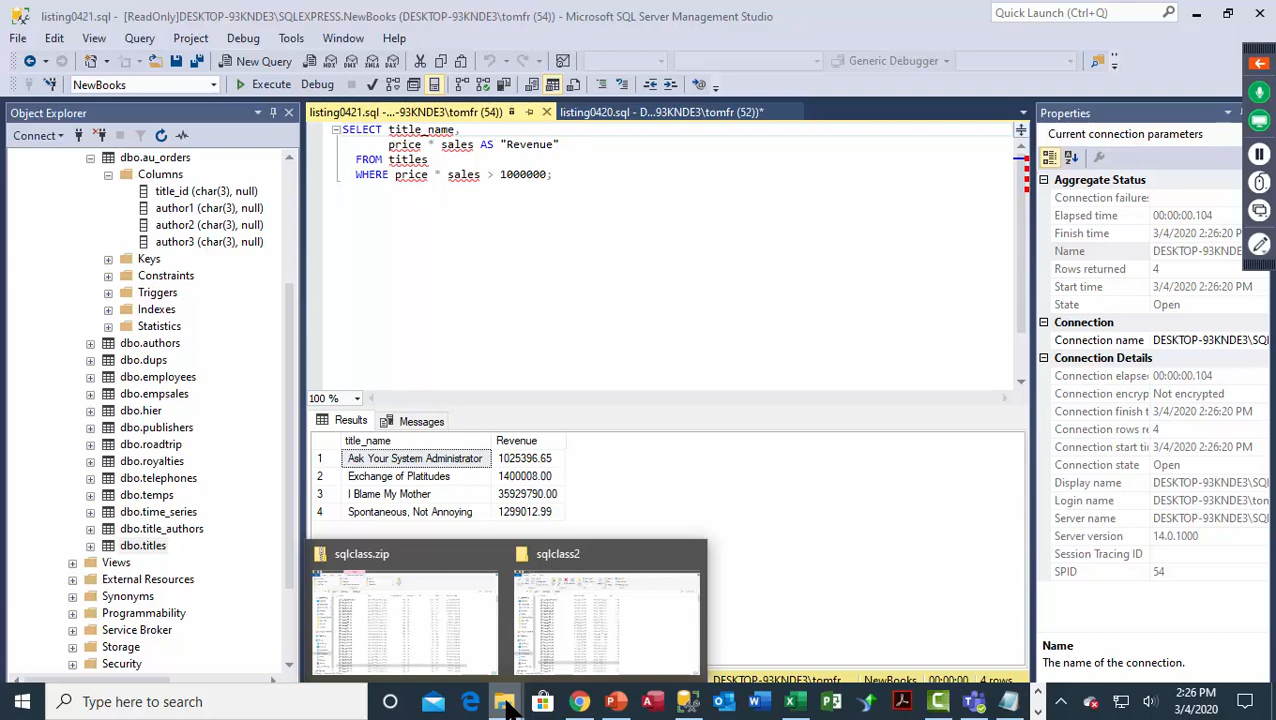 listing0421.sql - [ReadOnly]DESKTOP-93KNDE3\SQLEXPRESS.NewBooks (DESKTOP-93KNDE3\tomfr (54)) - Microsoft SQL Server Management Studio
Quick Launch (Ctrl+Q)
File Edit View Query Project Debug Tools Window Help
New Query
Generic Debugger
NewBooks
Execute Debug
Object Explorer
Connect
dbo.au_orders
Columns
title_id (char(3), null)
author1 (char(3), null)
author2 (char(3), null)
author3 (char(3), null)
Keys
Constraints
Triggers
Indexes
Statistics
dbo.authors
dbo.dups
dbo.employees
dbo.empsales
dbo.hier
dbo.publishers
dbo.roadtrip
dbo.royalties
dbo.telephones
dbo.temps
dbo.time_series
dbo.title_authors
dbo.titles
Views
External Resources
Synonyms
Programmability
Service Broker
Storage
Security
listing0421.sql -...-93KNDE3\tomfr (54))
listing0420.sql - D...93KNDE3\tomfr (52))*
SELECT title_name,
price * sales AS "Revenue"
FROM titles
WHERE price * sales > 1000000;
100 %
Results Messages
title_name Revenue
1 Ask Your System Administrator 1025396.65
2 Exchange of Platitudes 1400008.00
3 I Blame My Mother 35929790.00
4 Spontaneous, Not Annoying 1299012.99
sqlclass.zip
sqlclass2
DESKTOP-93KNDE3\tomfr NewBooks 00:00:00 4 rows
Properties
Current connection parameters
Aggregate Status
Connection failures
Elapsed time 00:00:00.104
Finish time 3/4/2020 2:26:20 PM
Name DESKTOP-93KNDE3\
Rows returned 4
Start time 3/4/2020 2:26:20 PM
State Open
Connection
Connection name DESKTOP-93KNDE3\SQL
Connection Details
Connection elapse 00:00:00.104
Connection encryp Not encrypted
Connection finish t 3/4/2020 2:26:20 PM
Connection rows re 4
Connection start ti 3/4/2020 2:26:20 PM
Connection state Open
Display name DESKTOP-93KNDE3\SQL
Login name DESKTOP-93KNDE3\ton
Server name DESKTOP-93KNDE3\SQL
Server version 14.0.1000
Session Tracing ID
SPID 54
Name
The name of the connection.
Type here to search
2:26 PM
3/4/2020